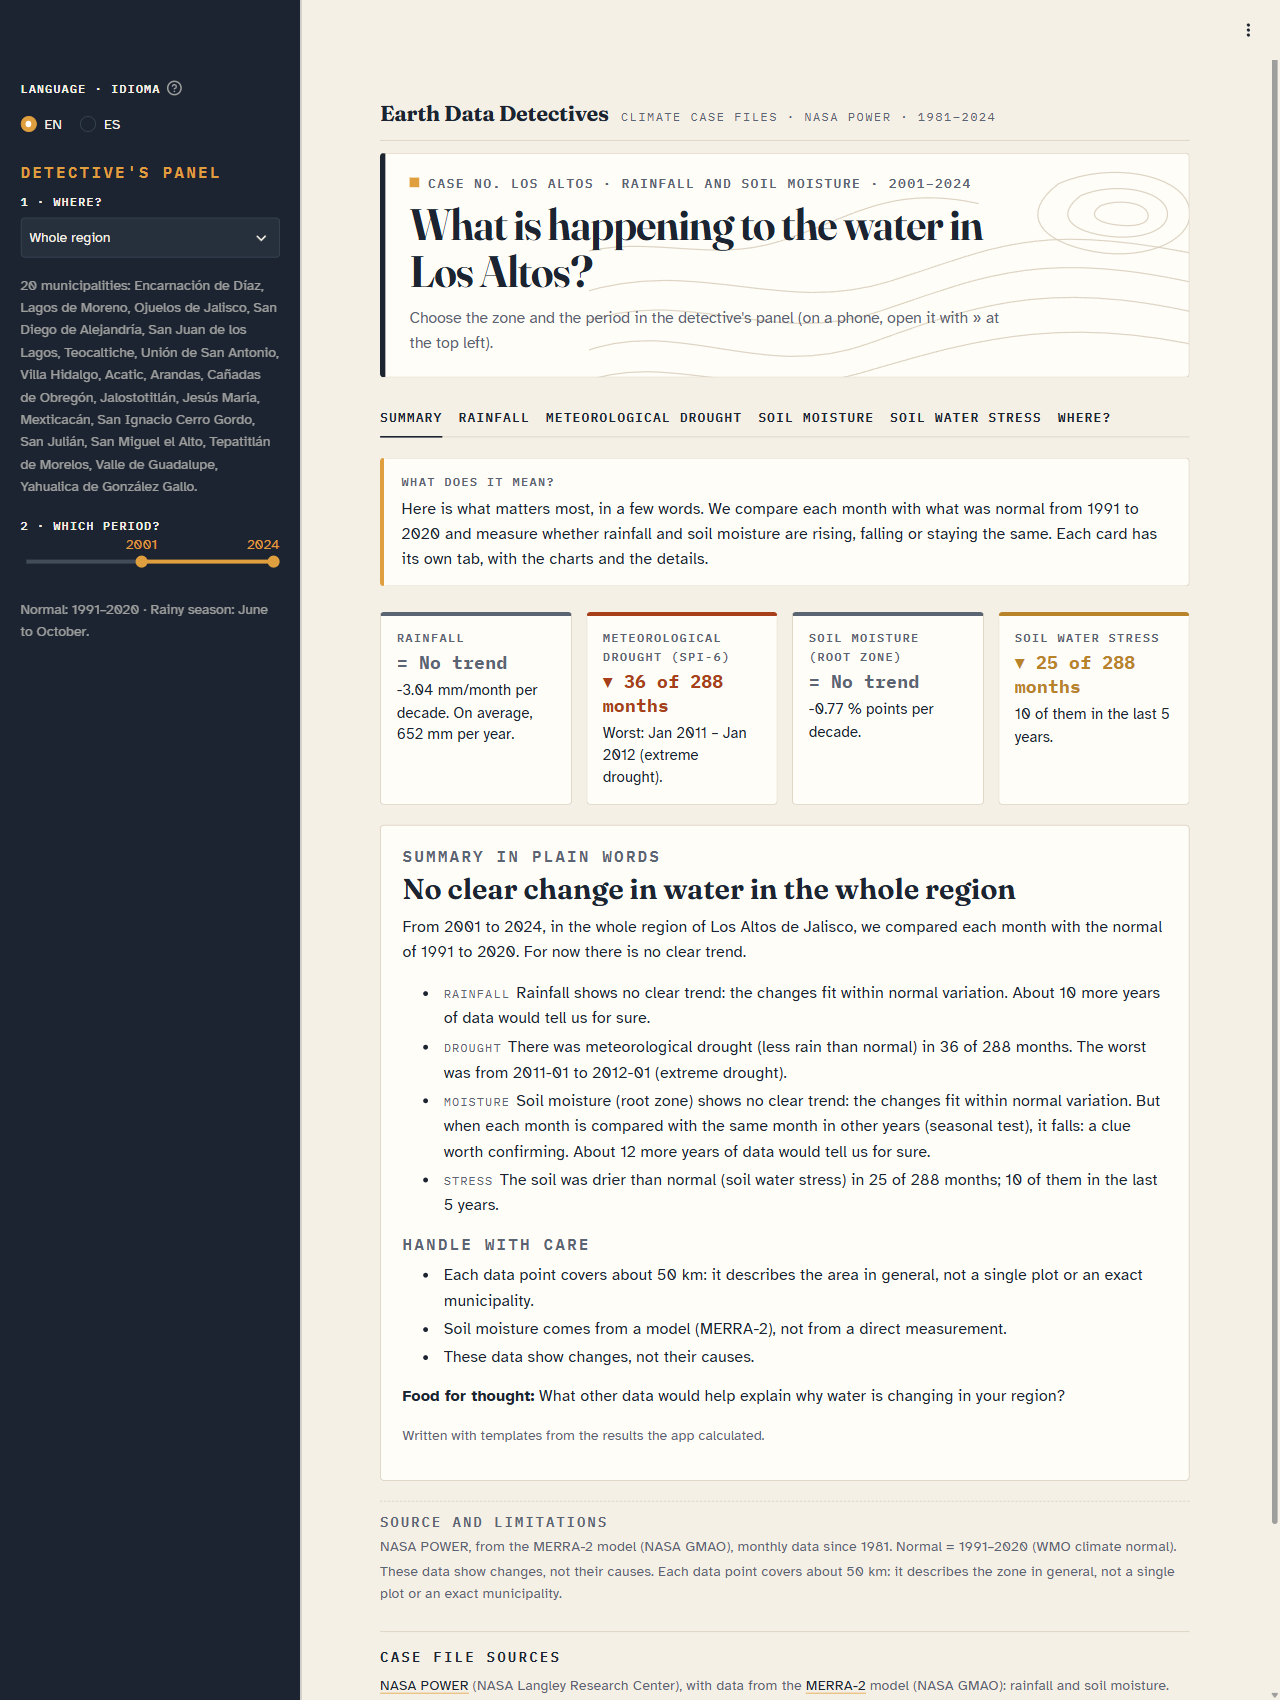 LANGUAGE · IDIOMA ?
EN ES
DETECTIVE'S PANEL
1 · WHERE?
Whole region
20 municipalities: Encarnación de Díaz,
Lagos de Moreno, Ojuelos de Jalisco, San
Diego de Alejandría, San Juan de los
Lagos, Teocaltiche, Unión de San Antonio,
Villa Hidalgo, Acatic, Arandas, Cañadas
de Obregón, Jalostotitlán, Jesús María,
Mexticacán, San Ignacio Cerro Gordo,
San Julián, San Miguel el Alto, Tepatitlán
de Morelos, Valle de Guadalupe,
Yahualica de González Gallo.
2 · WHICH PERIOD?
2001 2024
Normal: 1991–2020 · Rainy season: June
to October.
Earth Data Detectives CLIMATE CASE FILES · NASA POWER · 1981–2024
CASE NO. LOS ALTOS · RAINFALL AND SOIL MOISTURE · 2001–2024
What is happening to the water in
Los Altos?
Choose the zone and the period in the detective's panel (on a phone, open it with » at
the top left).
SUMMARY RAINFALL METEOROLOGICAL DROUGHT SOIL MOISTURE SOIL WATER STRESS WHERE?
WHAT DOES IT MEAN?
Here is what matters most, in a few words. We compare each month with what was normal from 1991 to
2020 and measure whether rainfall and soil moisture are rising, falling or staying the same. Each card has
its own tab, with the charts and the details.
RAINFALL
= No trend
-3.04 mm/month per
decade. On average,
652 mm per year.
METEOROLOGICAL
DROUGHT (SPI-6)
▼ 36 of 288
months
Worst: Jan 2011 – Jan
2012 (extreme
drought).
SOIL MOISTURE
(ROOT ZONE)
= No trend
-0.77 % points per
decade.
SOIL WATER STRESS
▼ 25 of 288
months
10 of them in the last 5
years.
SUMMARY IN PLAIN WORDS
No clear change in water in the whole region
From 2001 to 2024, in the whole region of Los Altos de Jalisco, we compared each month with the normal
of 1991 to 2020. For now there is no clear trend.
• RAINFALL Rainfall shows no clear trend: the changes fit within normal variation. About 10 more years
of data would tell us for sure.
• DROUGHT There was meteorological drought (less rain than normal) in 36 of 288 months. The worst
was from 2011-01 to 2012-01 (extreme drought).
• MOISTURE Soil moisture (root zone) shows no clear trend: the changes fit within normal variation. But
when each month is compared with the same month in other years (seasonal test), it falls: a clue
worth confirming. About 12 more years of data would tell us for sure.
• STRESS The soil was drier than normal (soil water stress) in 25 of 288 months; 10 of them in the last
5 years.
HANDLE WITH CARE
• Each data point covers about 50 km: it describes the area in general, not a single plot or an exact
municipality.
• Soil moisture comes from a model (MERRA-2), not from a direct measurement.
• These data show changes, not their causes.
Food for thought: What other data would help explain why water is changing in your region?
Written with templates from the results the app calculated.
SOURCE AND LIMITATIONS
NASA POWER, from the MERRA-2 model (NASA GMAO), monthly data since 1981. Normal = 1991–2020 (WMO climate normal).
These data show changes, not their causes. Each data point covers about 50 km: it describes the zone in general, not a single
plot or an exact municipality.
CASE FILE SOURCES
NASA POWER (NASA Langley Research Center), with data from the MERRA-2 model (NASA GMAO): rainfall and soil moisture.